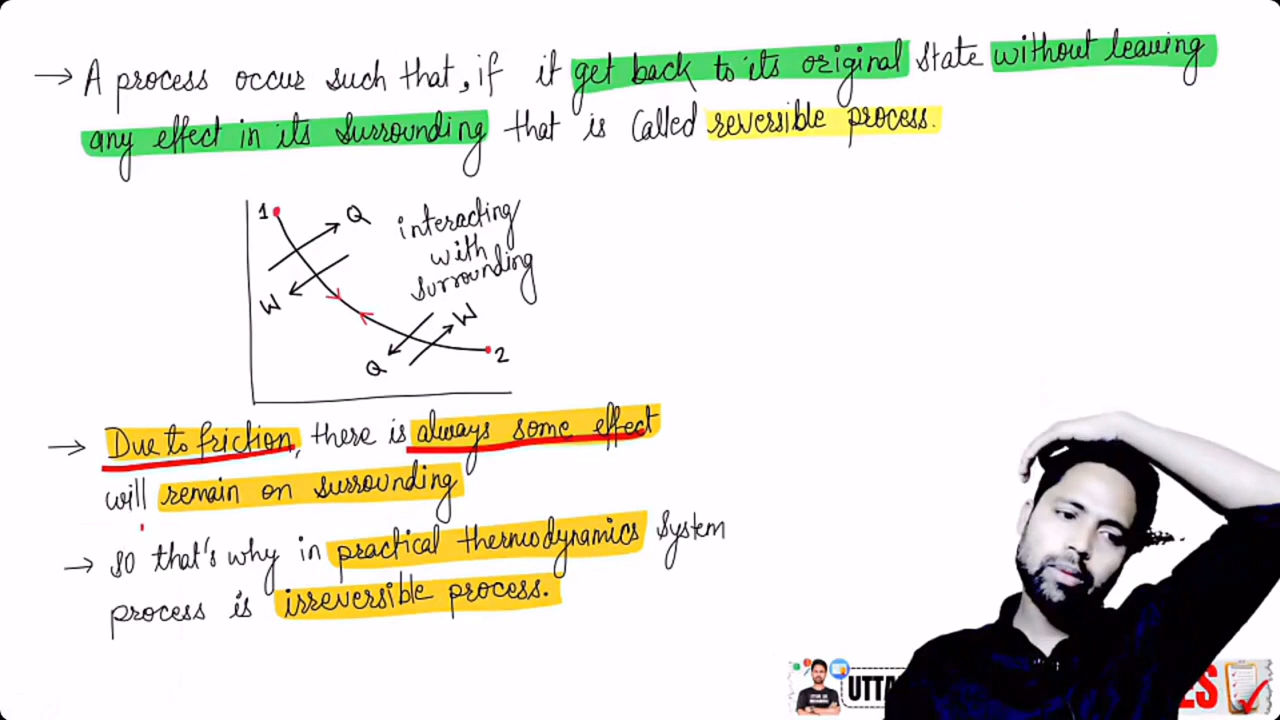 → A process occur such that, if it get back to its original state without leaving
any effect in its surrounding that is called reversible process.
1
Q
interacting
with
surrounding
W
W
Q
2
→ Due to friction, there is always some effect
will remain on surrounding
→ so that's why in practical thermodynamics system
process is irreversible process.
UTTA
ES